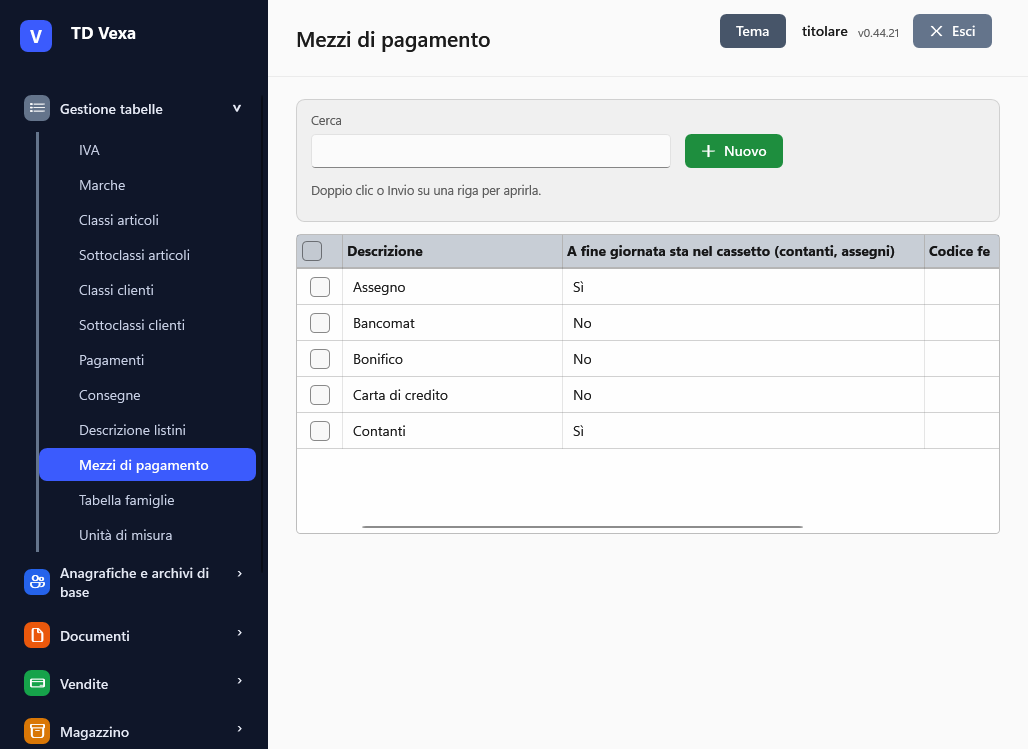 V
TD Vexa
Gestione tabelle
IVA
Marche
Classi articoli
Sottoclassi articoli
Classi clienti
Sottoclassi clienti
Pagamenti
Consegne
Descrizione listini
Mezzi di pagamento
Tabella famiglie
Unità di misura
Anagrafiche e archivi di
base
Documenti
Vendite
Magazzino
Mezzi di pagamento
Tema titolare v0.44.21 Esci
Cerca
Nuovo
Doppio clic o Invio su una riga per aprirla.
Descrizione A fine giornata sta nel cassetto (contanti, assegni) Codice fe
Assegno Sì
Bancomat No
Bonifico No
Carta di credito No
Contanti Sì